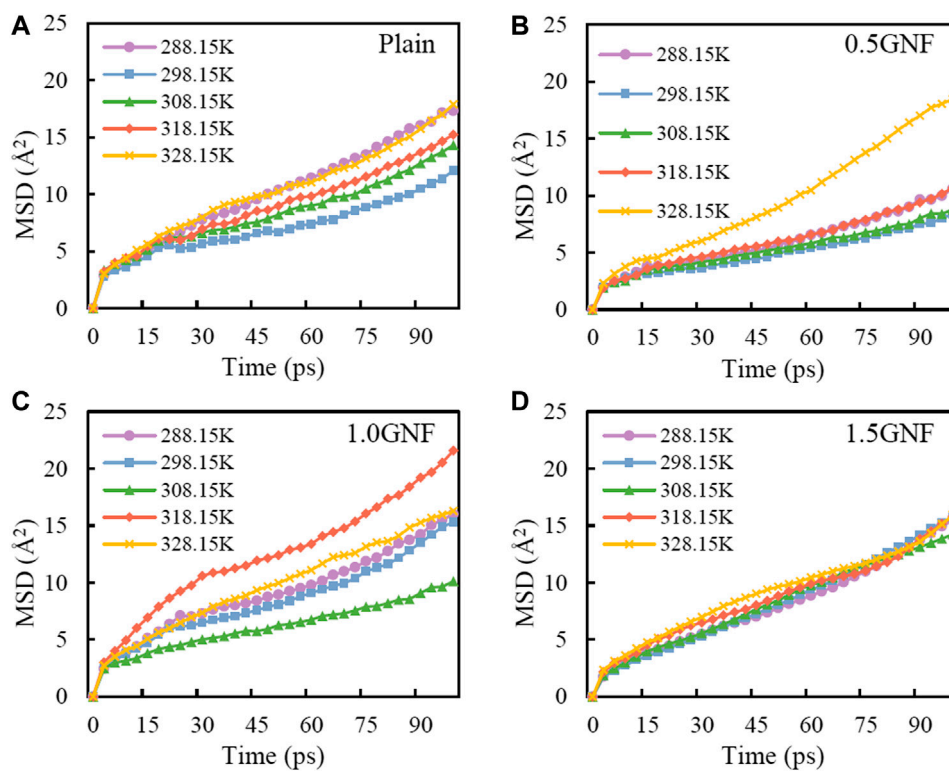 A
Plain
25
20
15
10
5
0
MSD (Å²)
288.15K
298.15K
308.15K
318.15K
328.15K
0 15 30 45 60 75 90
Time (ps)
B
0.5GNF
25
20
15
10
5
0
MSD (Å²)
288.15K
298.15K
308.15K
318.15K
328.15K
0 15 30 45 60 75 90
Time (ps)
C
1.0GNF
25
20
15
10
5
0
MSD (Å²)
288.15K
298.15K
308.15K
318.15K
328.15K
0 15 30 45 60 75 90
Time (ps)
D
1.5GNF
25
20
15
10
5
0
MSD (Å²)
288.15K
298.15K
308.15K
318.15K
328.15K
0 15 30 45 60 75 90
Time (ps)